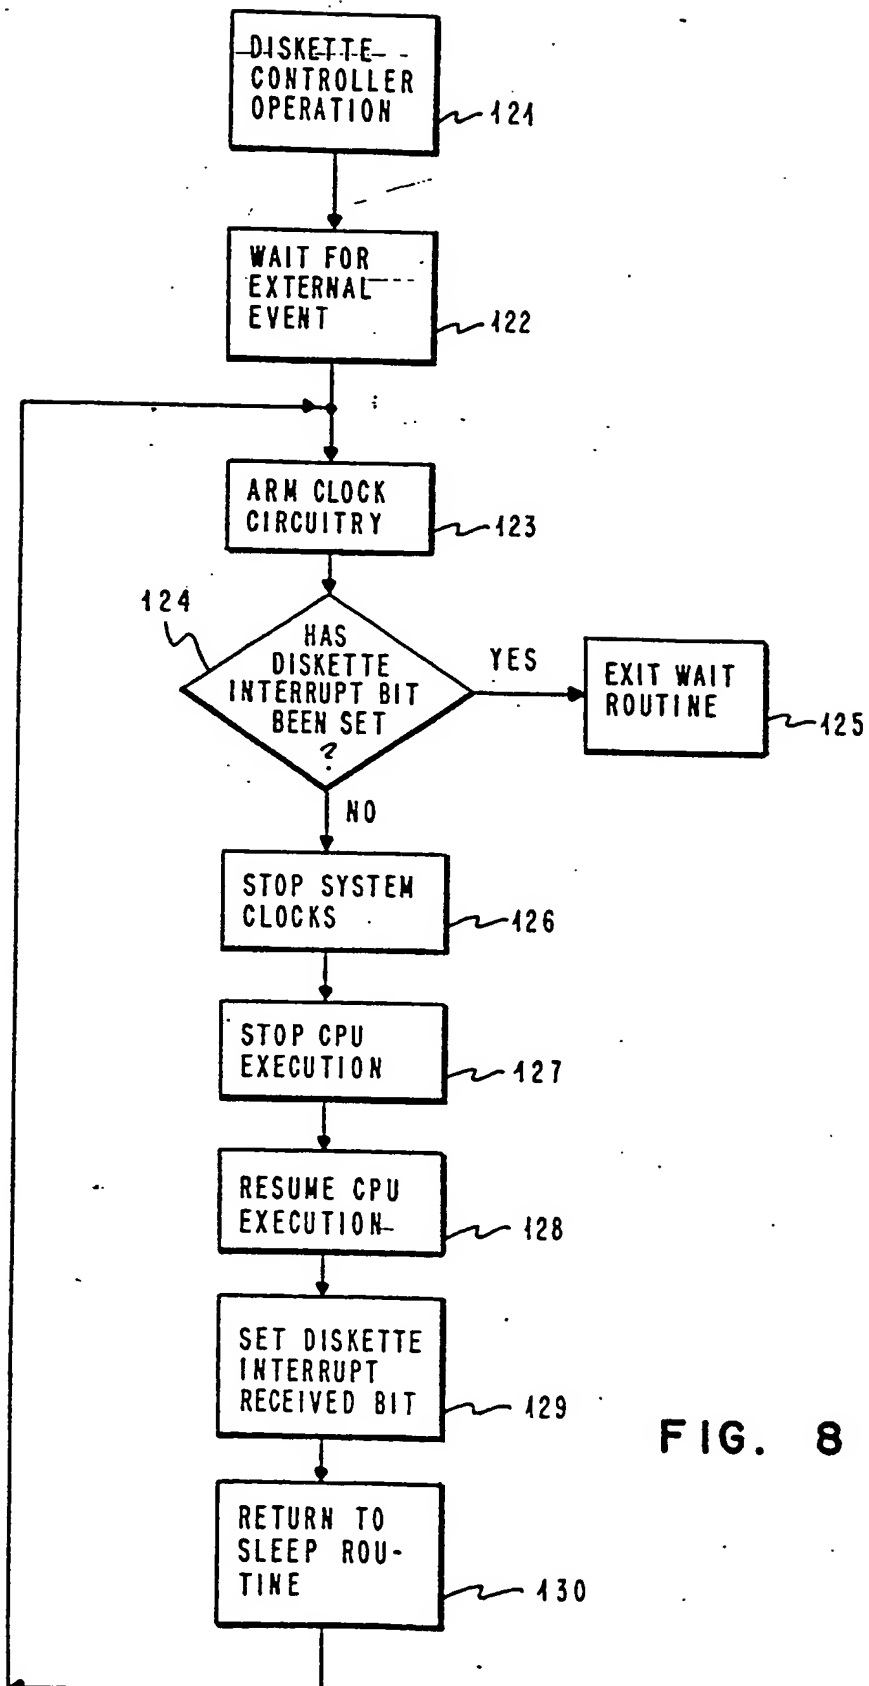 DISKETTE
CONTROLLER
OPERATION
121
WAIT FOR
EXTERNAL
EVENT
122
ARM CLOCK
CIRCUITRY
123
124
HAS
DISKETTE
INTERRUPT BIT
BEEN SET
?
YES
EXIT WAIT
ROUTINE
125
NO
STOP SYSTEM
CLOCKS
126
STOP CPU
EXECUTION
127
RESUME CPU
EXECUTION
128
SET DISKETTE
INTERRUPT
RECEIVED BIT
129
FIG. 8
RETURN TO
SLEEP ROU-
TINE
130